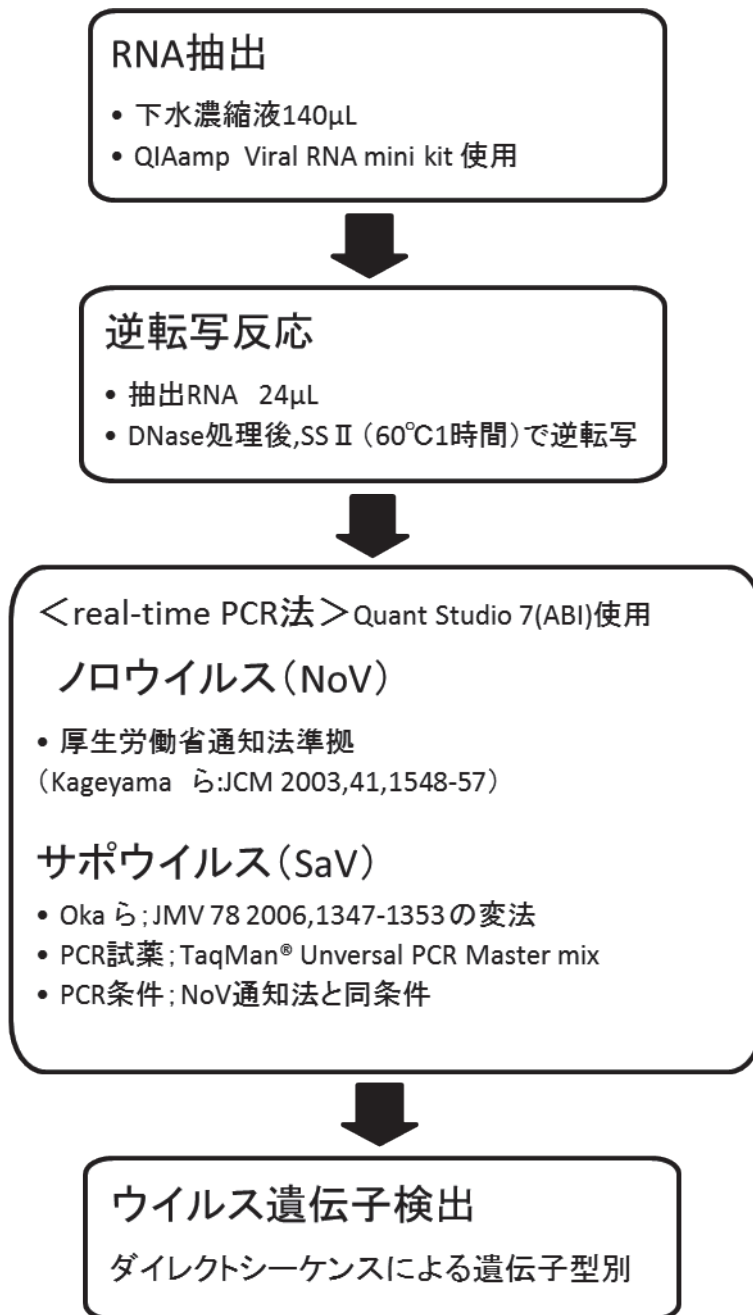 RNA抽出
• 下水濃縮液140µL
• QIAamp Viral RNA mini kit 使用
逆転写反応
• 抽出RNA 24µL
• DNase処理後,SSⅡ（60℃1時間）で逆転写
＜real-time PCR法＞Quant Studio 7(ABI)使用
ノロウイルス（NoV）
• 厚生労働省通知法準拠
（Kageyama ら:JCM 2003,41,1548-57）
サポウイルス（SaV）
• Oka ら；JMV 78 2006,1347-1353の変法
• PCR試薬；TaqMan® Unversal PCR Master mix
• PCR条件；NoV通知法と同条件
ウイルス遺伝子検出
ダイレクトシーケンスによる遺伝子型別